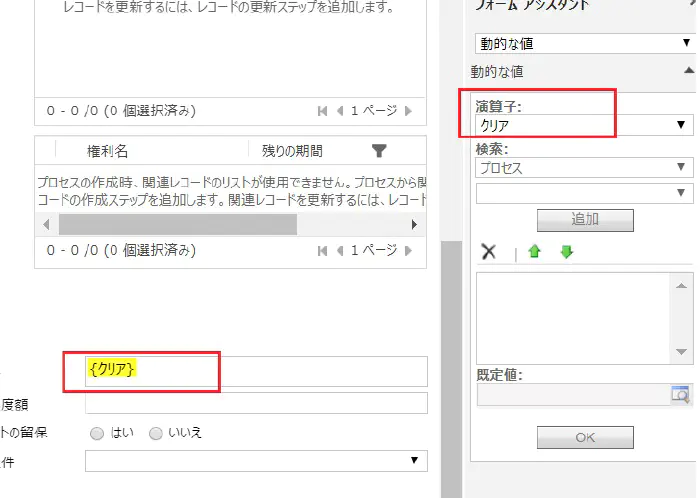 レコードを更新するには、レコードの更新ステップを追加します。
0 - 0 /0 (0 個選択済み)
1 ページ
権利名
残りの期間
プロセスの作成時、関連レコードのリストが使用できません。プロセスから関
コードの作成ステップを追加します。関連レコードを更新するには、レコート
0 - 0 /0 (0 個選択済み)
1 ページ
{クリア}
度額
トの留保
はい
いいえ
件
フォーム アシスタント
動的な値
動的な値
演算子:
クリア
検索:
プロセス
追加
既定値:
OK